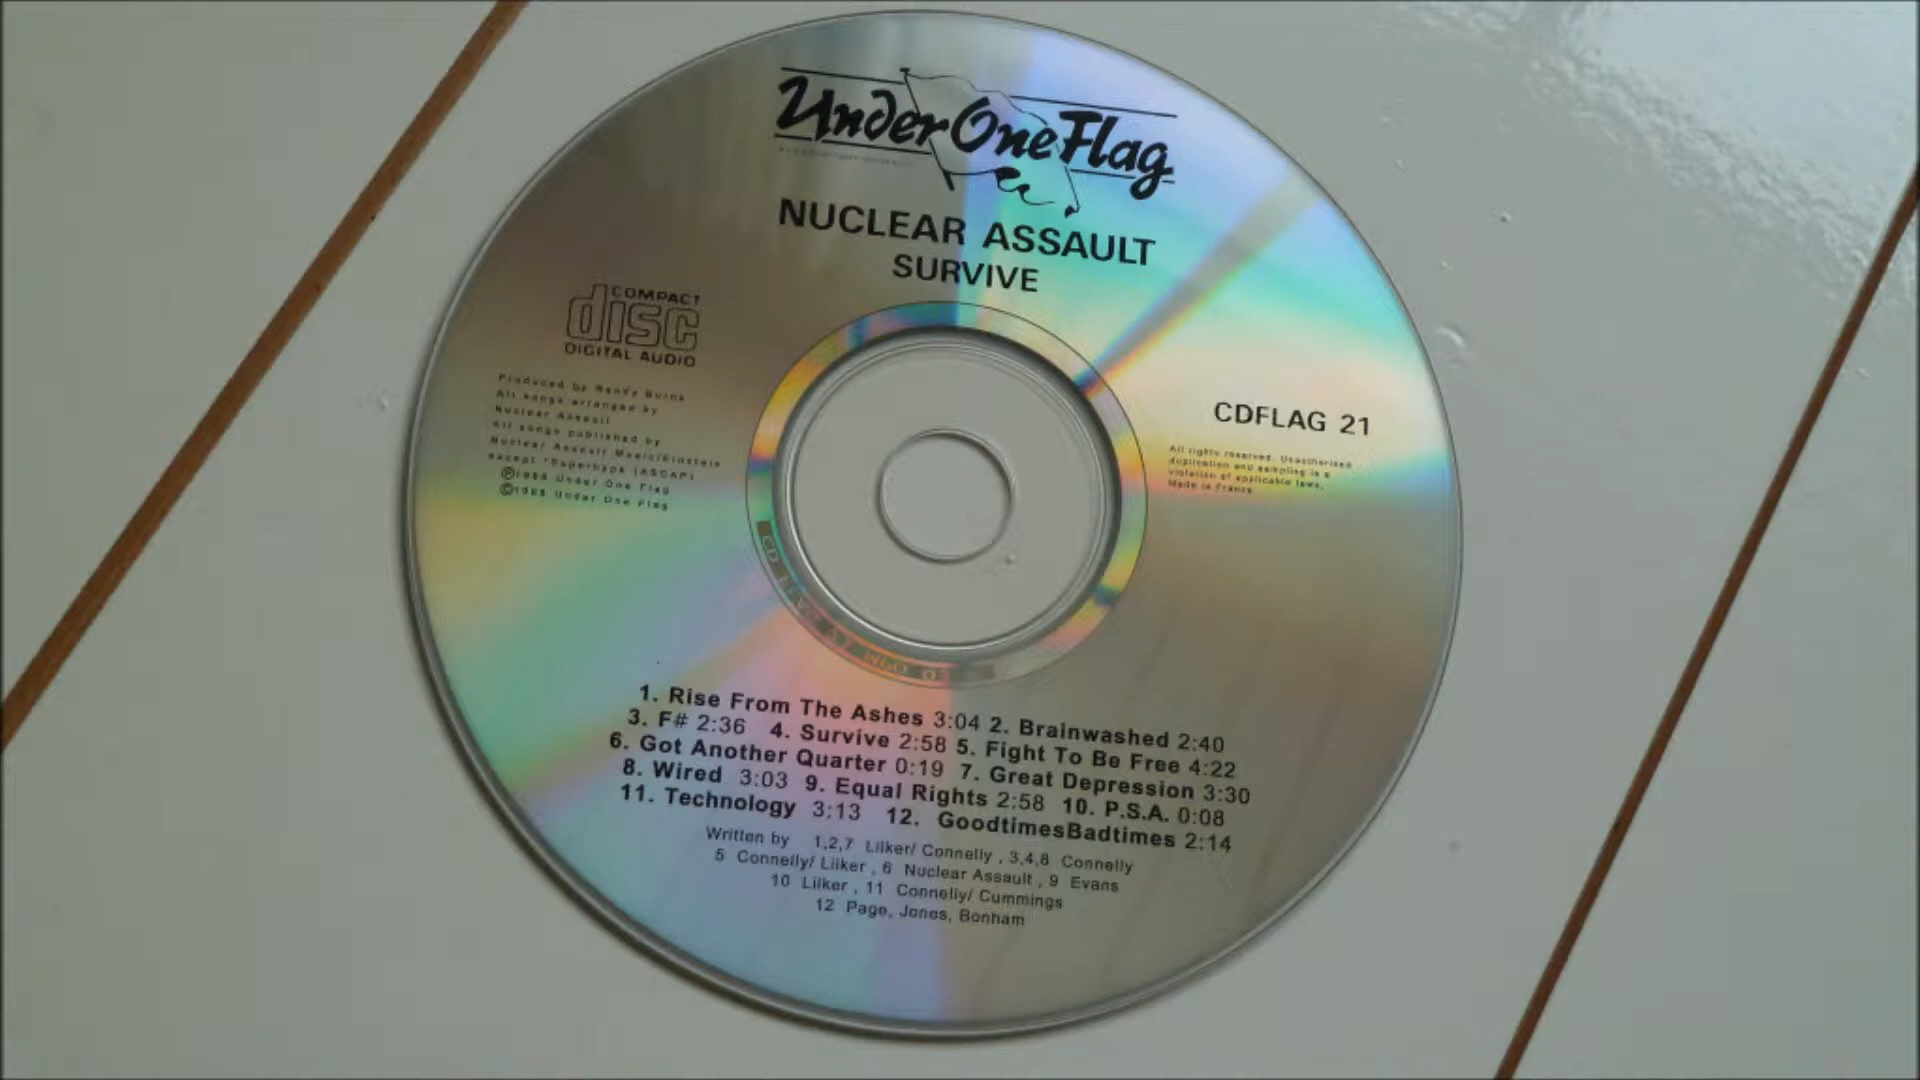 Under One Flag
NUCLEAR ASSAULT
SURVIVE
COMPACT
disc
DIGITAL AUDIO
Produced by Randy Burns
All songs arranged by
Nuclear Assault
All songs published by
Nuclear Assault Music/Einstein
except *Superhype (ASCAP)
Ⓟ1988 Under One Flag
©1988 Under One Flag
CDFLAG 21
All rights reserved. Unauthorised
duplication and sampling is a
violation of applicable laws.
Made in France
1. Rise From The Ashes 3:04 2. Brainwashed 2:40
3. F# 2:36 4. Survive 2:58 5. Fight To Be Free 4:22
6. Got Another Quarter 0:19 7. Great Depression 3:30
8. Wired 3:03 9. Equal Rights 2:58 10. P.S.A. 0:08
11. Technology 3:13 12. GoodtimesBadtimes 2:14
Written by 1,2,7 Lilker/ Connelly , 3,4,8 Connelly
5 Connelly/ Lilker , 6 Nuclear Assault , 9 Evans
10 Lilker , 11 Connelly/ Cummings
12 Page, Jones, Bonham